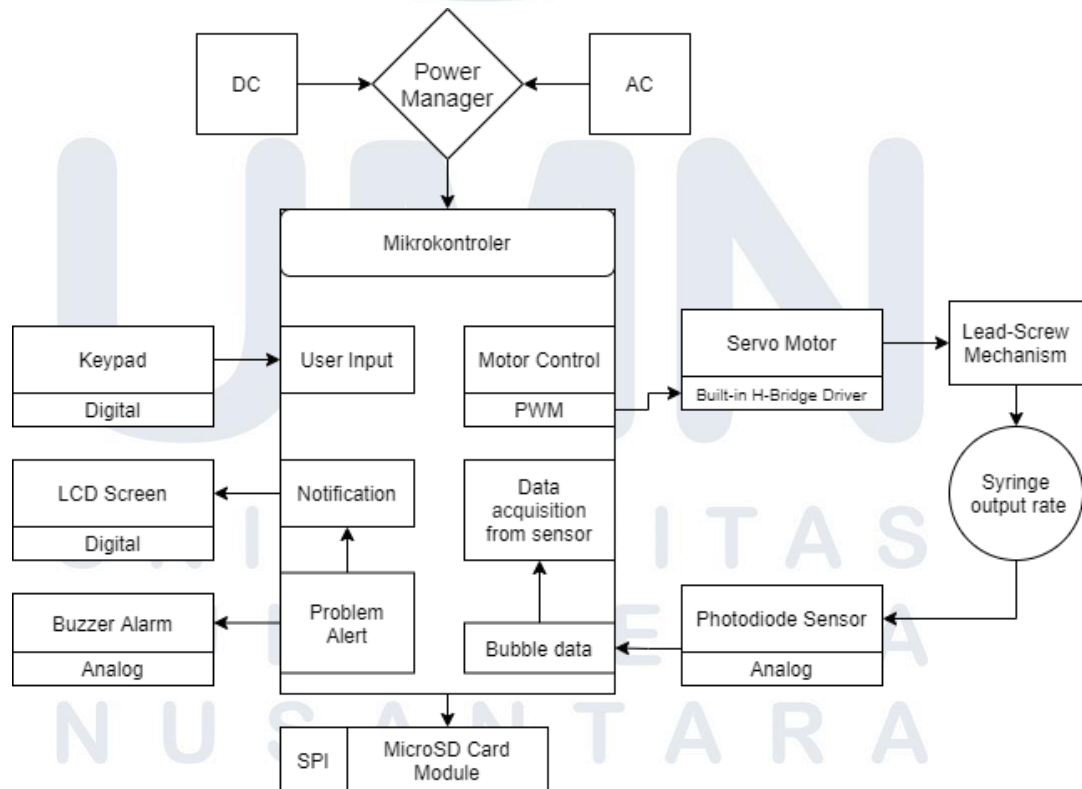 DC
Power
Manager
AC
Mikrokontroler
Keypad
Digital
User Input
Motor Control
PWM
Servo Motor
Built-in H-Bridge Driver
Lead-Screw
Mechanism
LCD Screen
Digital
Notification
Data
acquisition
from sensor
Syringe
output rate
Buzzer Alarm
Analog
Problem
Alert
Bubble data
Photodiode Sensor
Analog
SPI
MicroSD Card
Module
UMN
NUSANTARA